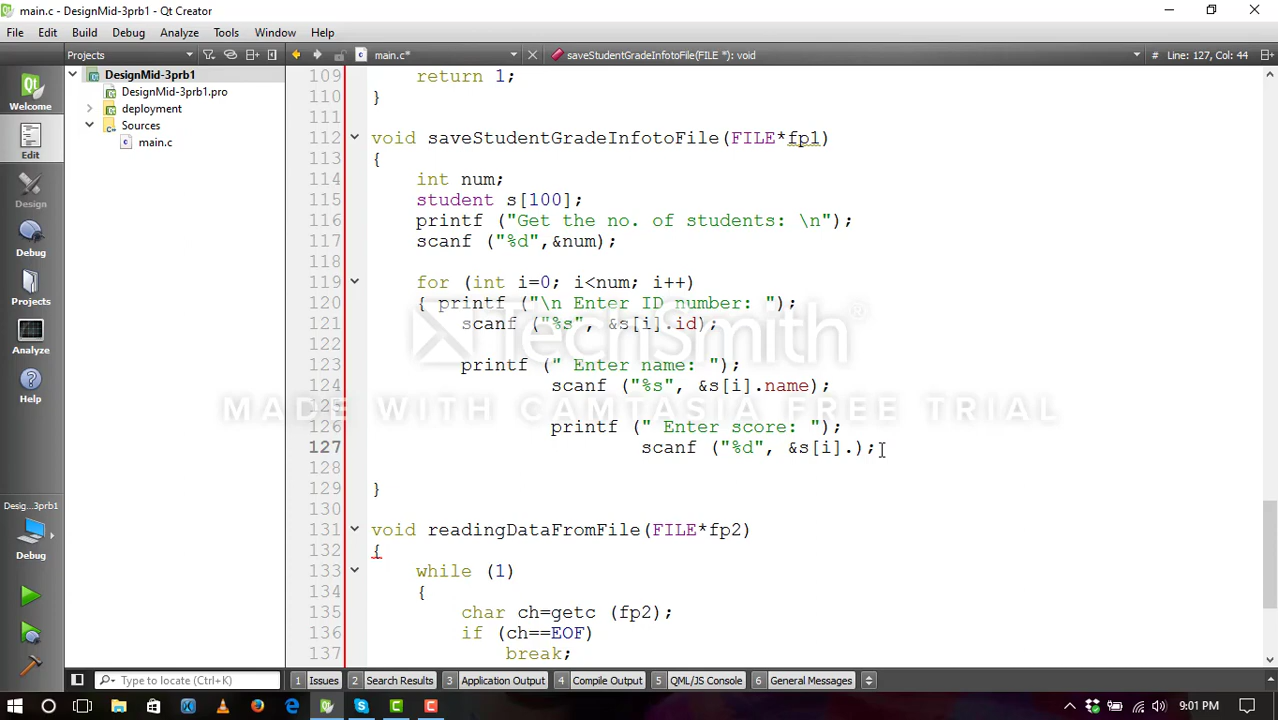 main.c - DesignMid-3prb1 - Qt Creator
File Edit Build Debug Analyze Tools Window Help
Projects main.c* saveStudentGradeInfotoFile(FILE *): void # Line: 127, Col: 44
DesignMid-3prb1
DesignMid-3prb1.pro
deployment
Sources
main.c
Welcome
Edit
Design
Debug
Projects
Analyze
Help
Desig...3prb1
Debug
109 return 1;
110 }
111
112 void saveStudentGradeInfotoFile(FILE*fp1)
113 {
114 int num;
115 student s[100];
116 printf ("Get the no. of students: \n");
117 scanf ("%d",&num);
118
119 for (int i=0; i<num; i++)
120 { printf ("\n Enter ID number: ");
121 scanf ("%s", &s[i].id);
122
123 printf (" Enter name: ");
124 scanf ("%s", &s[i].name);
125
126 printf (" Enter score: ");
127 scanf ("%d", &s[i].);
128
129 }
130
131 void readingDataFromFile(FILE*fp2)
132 {
133 while (1)
134 {
135 char ch=getc (fp2);
136 if (ch==EOF)
137 break;
TechSmith®
MADE WITH CAMTASIA FREE TRIAL
Type to locate (Ctrl+K) 1 Issues 2 Search Results 3 Application Output 4 Compile Output 5 QML/JS Console 6 General Messages
9:01 PM